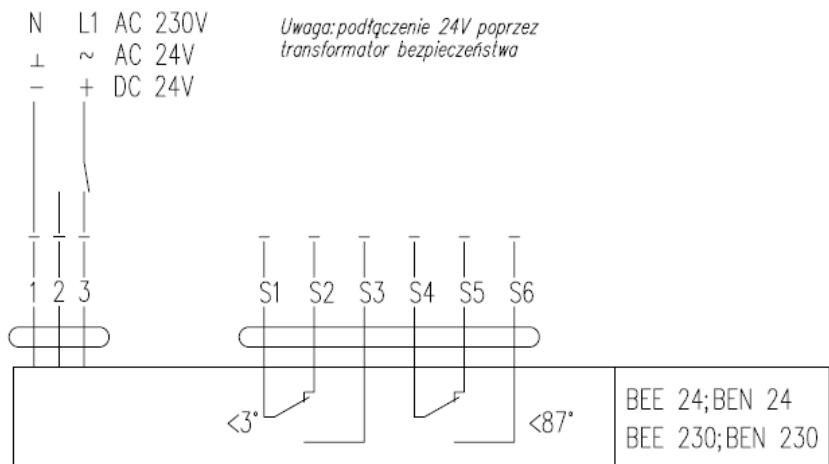 N L1 AC 230V
⊥ ~ AC 24V
− + DC 24V
Uwaga: podłączenie 24V poprzez
transformator bezpieczeństwa
1 2 3 S1 S2 S3 S4 S5 S6
<3° <87°
BEE 24;BEN 24
BEE 230;BEN 230